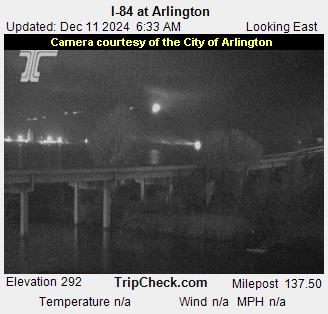 I-84 at Arlington
Updated: Dec 11 2024 6:33 AM Looking East
Camera courtesy of the City of Arlington
Elevation 292 TripCheck.com Milepost 137.50
Temperature n/a Wind n/a MPH n/a